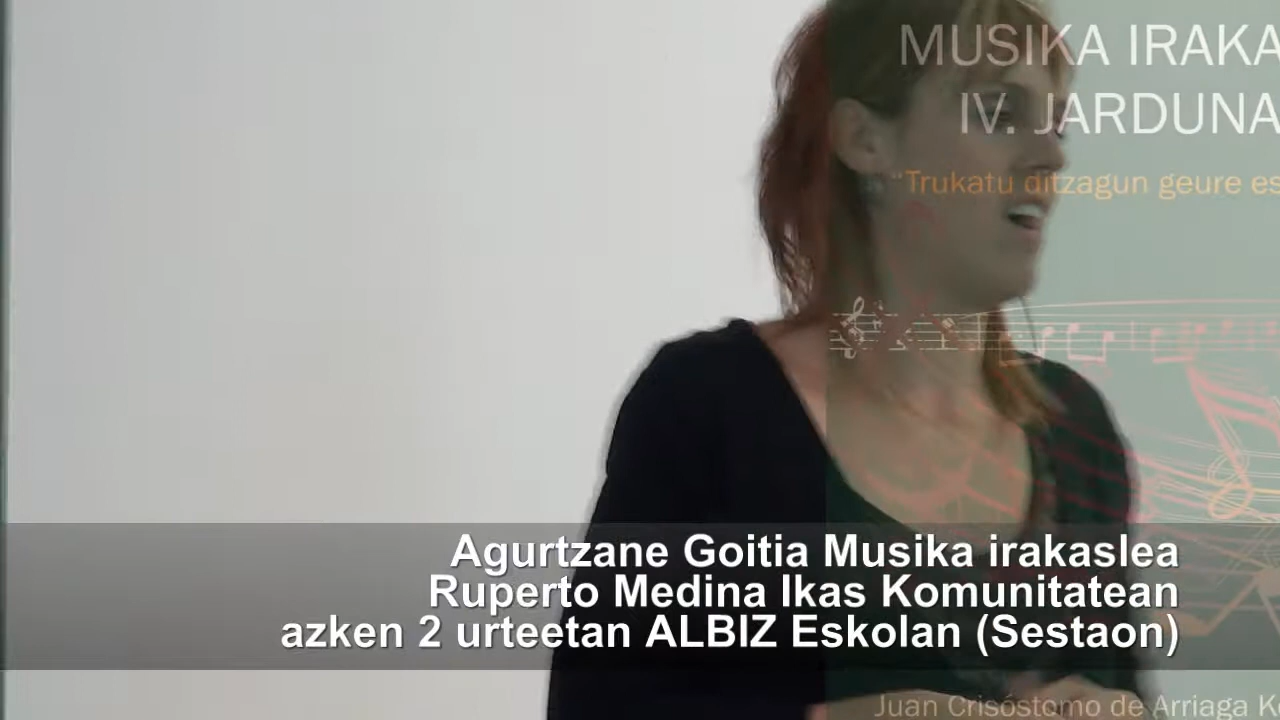 MUSIKA IRAKA
IV. JARDUNA
"Trukatu ditzagun geure es
Agurtzane Goitia Musika irakaslea
Ruperto Medina Ikas Komunitatean
azken 2 urteetan ALBIZ Eskolan (Sestaon)
Juan Crisóstomo de Arriaga K